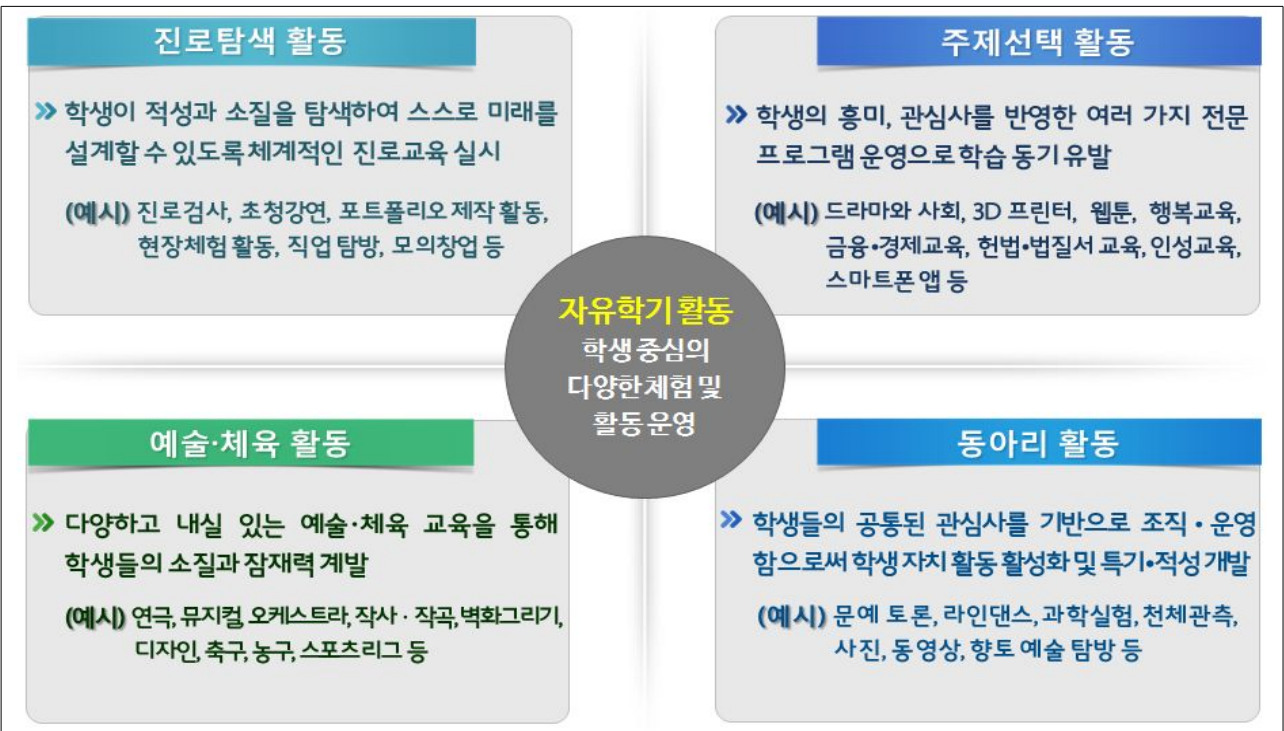 진로탐색 활동
» 학생이 적성과 소질을 탐색하여 스스로 미래를
설계할 수 있도록 체계적인 진로교육 실시
(예시) 진로검사, 초청강연, 포트폴리오 제작 활동,
현장체험 활동, 직업 탐방, 모의창업 등
주제선택 활동
» 학생의 흥미, 관심사를 반영한 여러 가지 전문
프로그램 운영으로 학습 동기 유발
(예시) 드라마와 사회, 3D 프린터, 웹툰, 행복교육,
금융•경제교육, 헌법•법질서 교육, 인성교육,
스마트폰 앱 등
자유학기 활동
학생 중심의
다양한 체험 및
활동 운영
예술·체육 활동
» 다양하고 내실 있는 예술·체육 교육을 통해
학생들의 소질과 잠재력 계발
(예시) 연극, 뮤지컬, 오케스트라, 작사 · 작곡, 벽화그리기,
디자인, 축구, 농구, 스포츠리그 등
동아리 활동
» 학생들의 공통된 관심사를 기반으로 조직 • 운영
함으로써 학생 자치 활동 활성화 및 특기•적성 개발
(예시) 문예 토론, 라인댄스, 과학실험, 천체관측,
사진, 동영상, 향토 예술 탐방 등